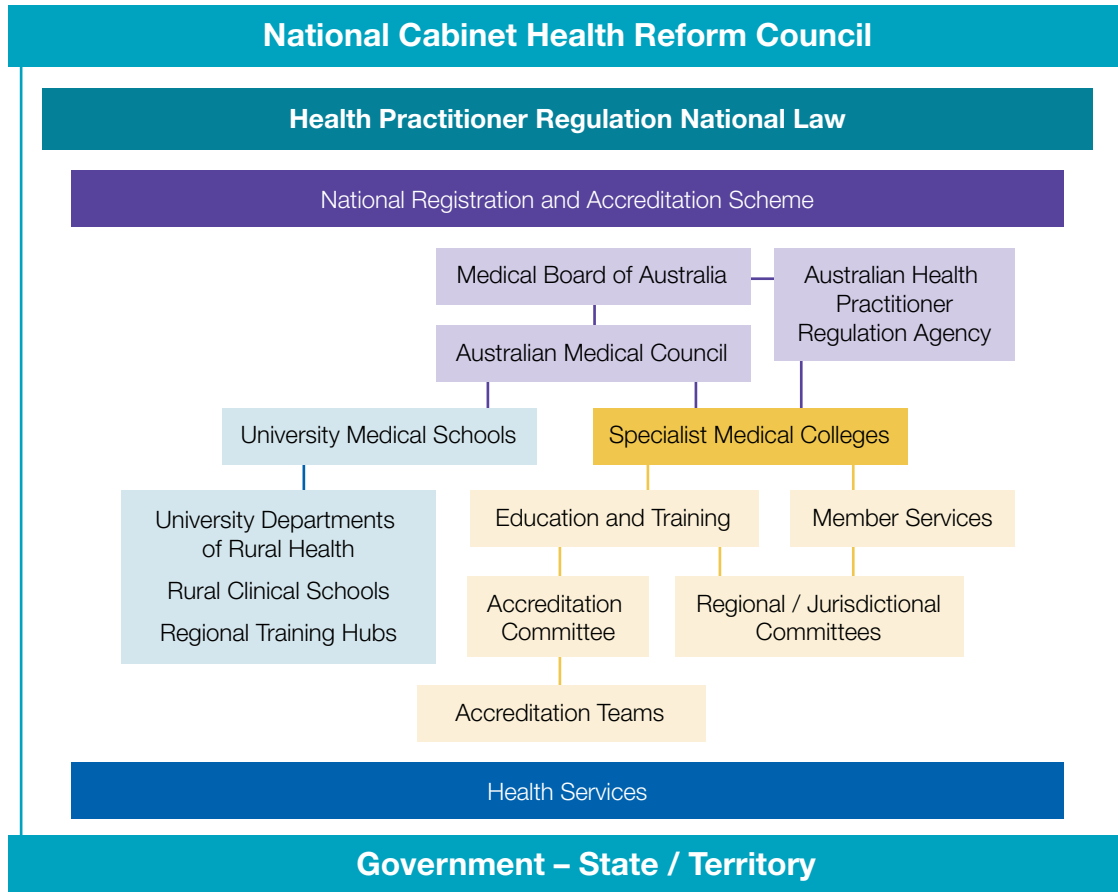 National Cabinet Health Reform Council
Health Practitioner Regulation National Law
National Registration and Accreditation Scheme
Medical Board of Australia
Australian Health
Practitioner
Regulation Agency
Australian Medical Council
University Medical Schools
Specialist Medical Colleges
University Departments
of Rural Health
Rural Clinical Schools
Regional Training Hubs
Education and Training
Member Services
Accreditation
Committee
Regional / Jurisdictional
Committees
Accreditation Teams
Health Services
Government – State / Territory